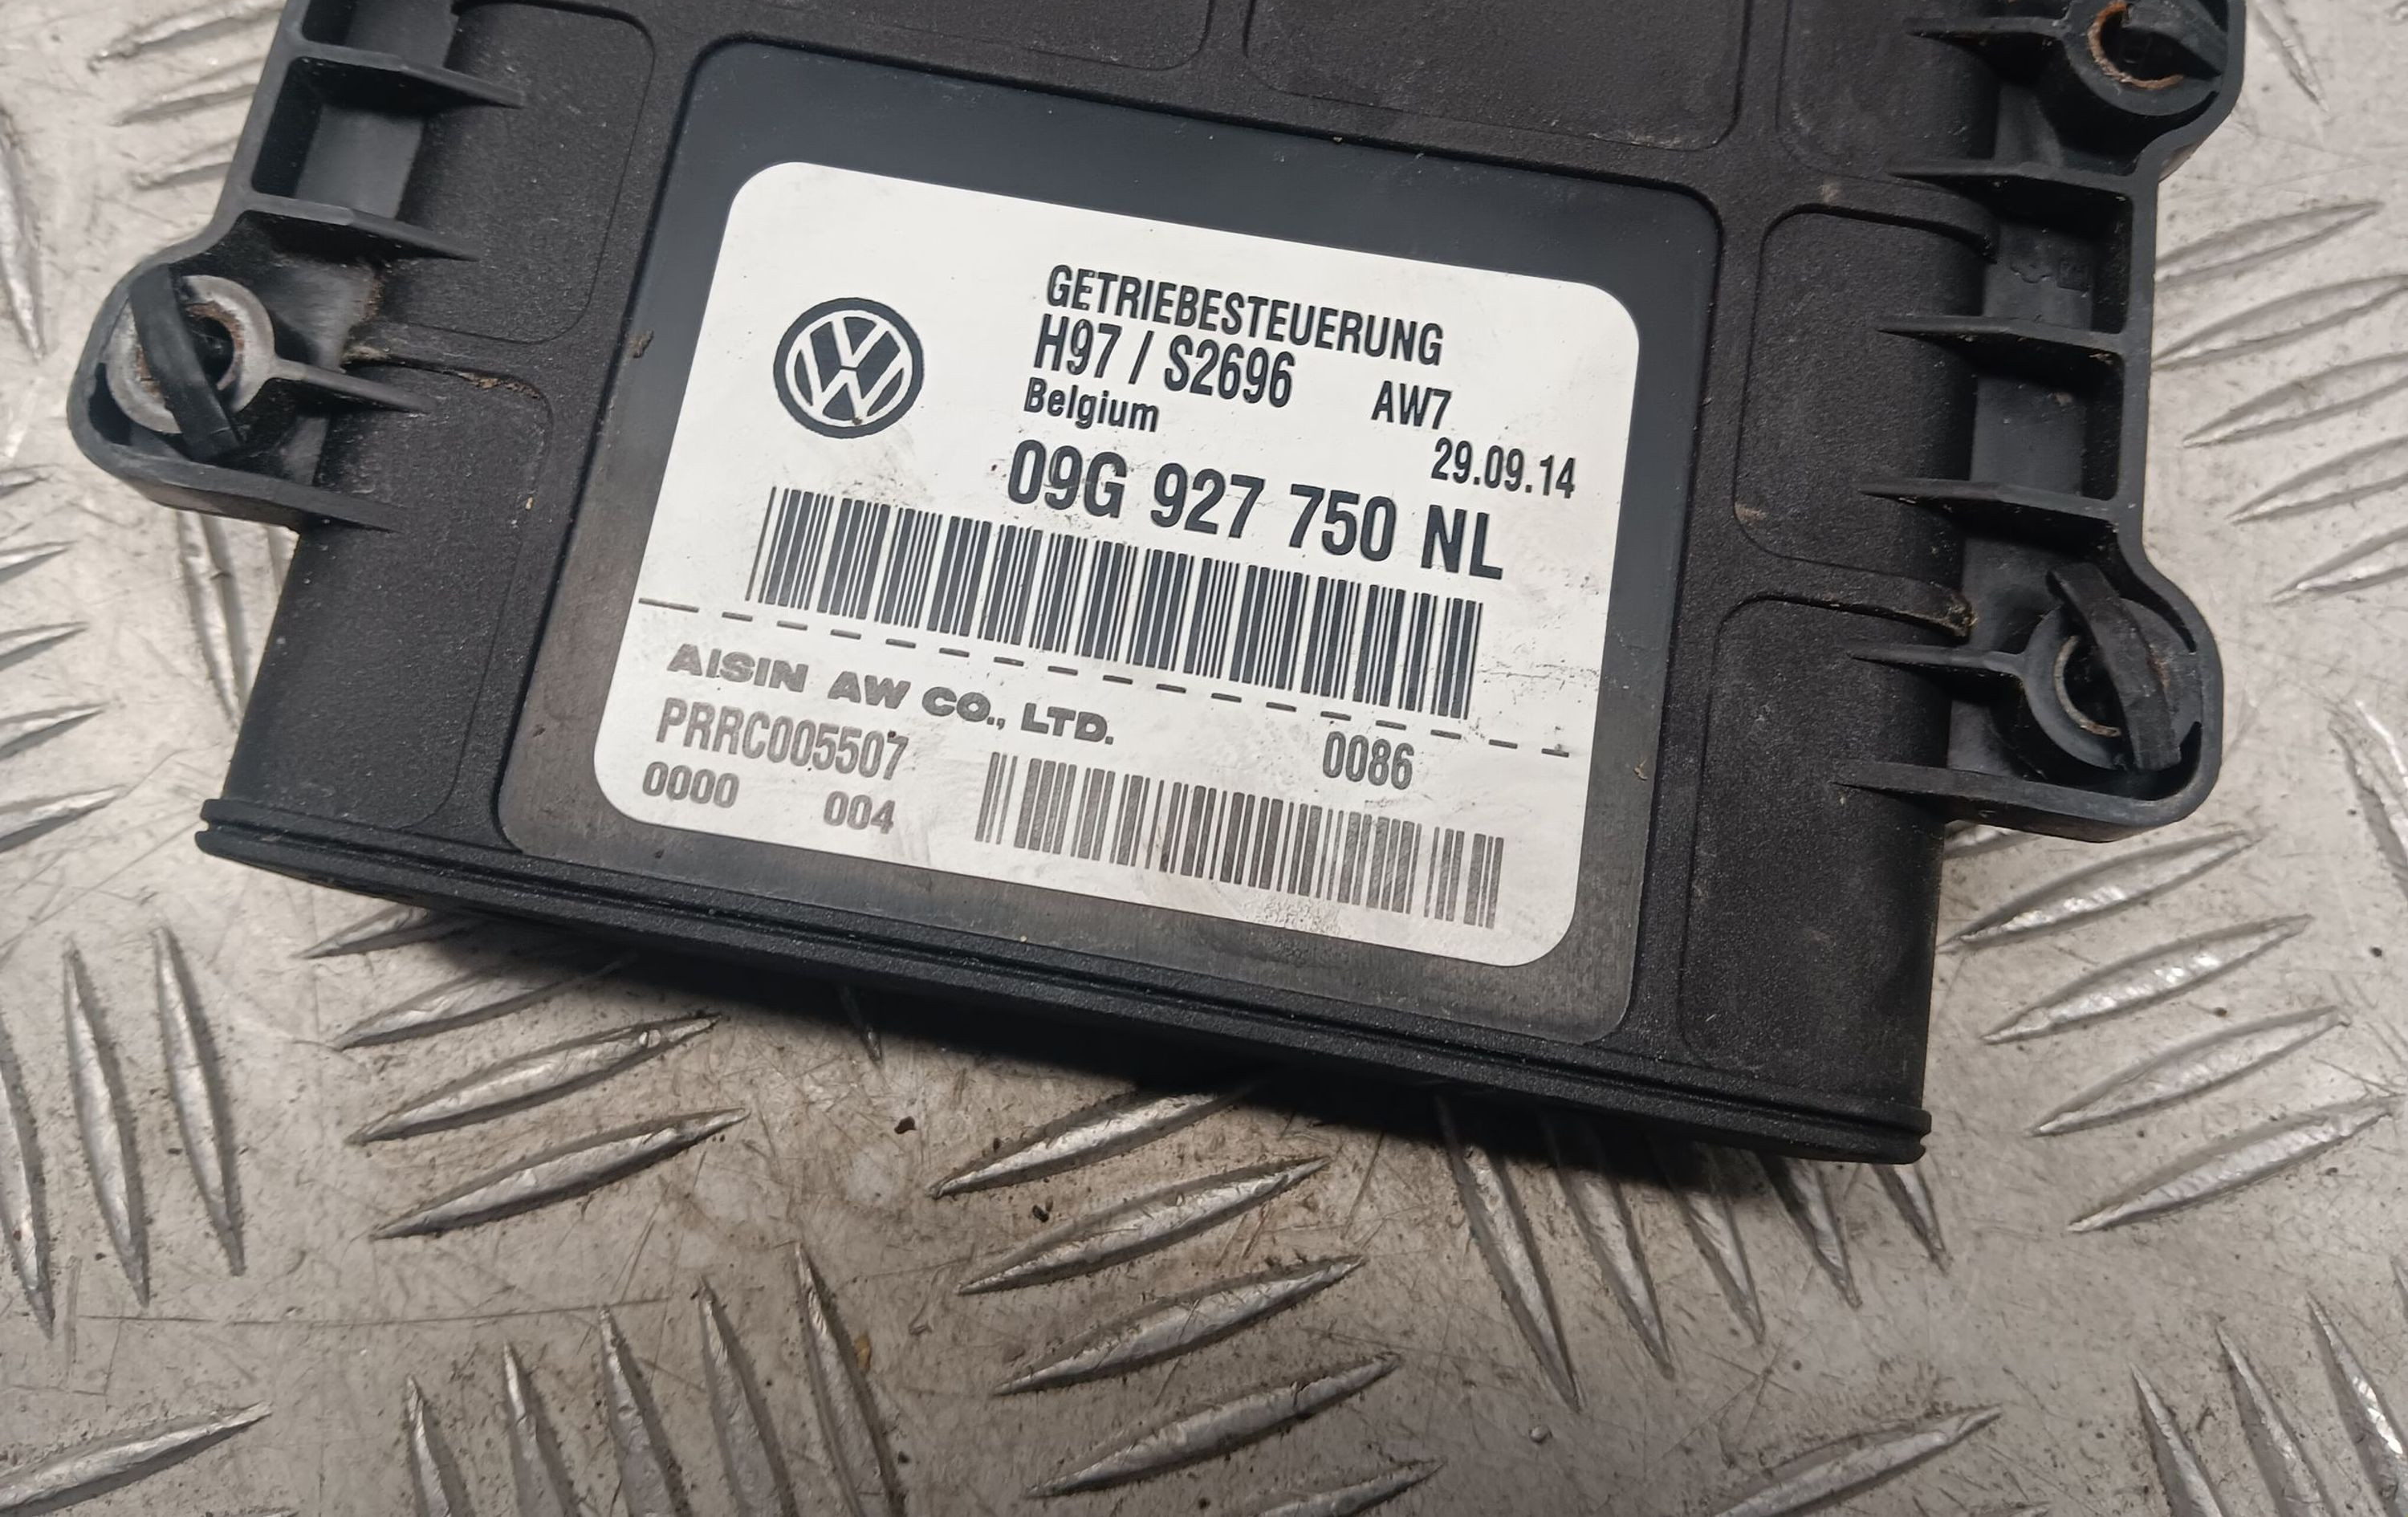 GETRIEBESTEUERUNG
H97 / S2696 AW7
Belgium 29.09.14
09G 927 750 NL
AISIN AW CO., LTD.
PRRC005507 0086
0000 004